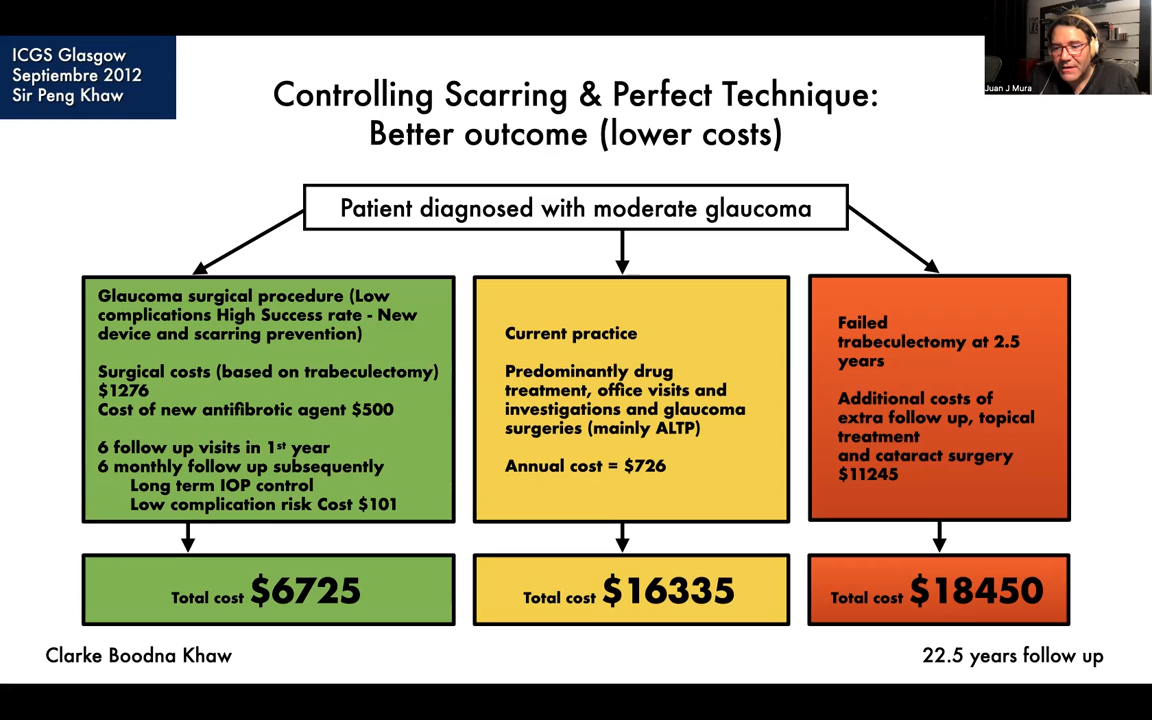 ICGS Glasgow
Septiembre 2012
Sir Peng Khaw
Juan J Mura
Controlling Scarring & Perfect Technique:
Better outcome (lower costs)
Patient diagnosed with moderate glaucoma
Glaucoma surgical procedure (Low
complications High Success rate - New
device and scarring prevention)
Surgical costs (based on trabeculectomy)
$1276
Cost of new antifibrotic agent $500
6 follow up visits in 1st year
6 monthly follow up subsequently
Long term IOP control
Low complication risk Cost $101
Total cost $6725
Current practice
Predominantly drug
treatment, office visits and
investigations and glaucoma
surgeries (mainly ALTP)
Annual cost = $726
Total cost $16335
Failed
trabeculectomy at 2.5
years
Additional costs of
extra follow up, topical
treatment
and cataract surgery
$11245
Total cost $18450
Clarke Boodna Khaw
22.5 years follow up